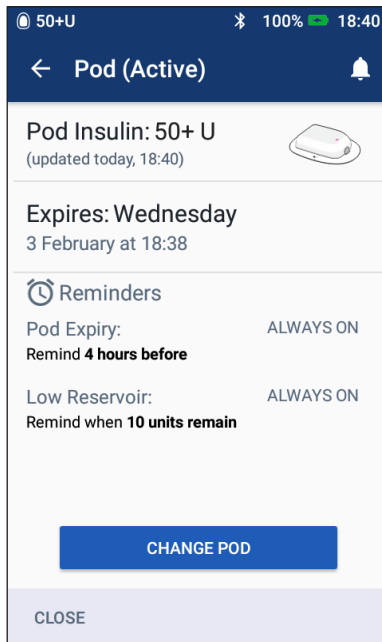 50+U 100% 18:40
Pod (Active)
Pod Insulin: 50+ U
(updated today, 18:40)
Expires: Wednesday
3 February at 18:38
Reminders
Pod Expiry: ALWAYS ON
Remind 4 hours before
Low Reservoir: ALWAYS ON
Remind when 10 units remain
CHANGE POD
CLOSE